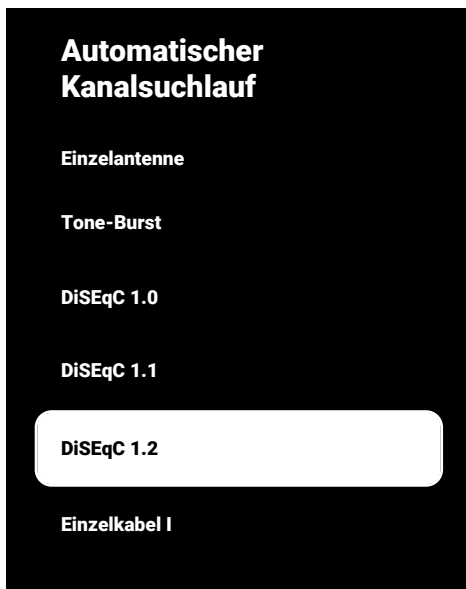 Automatischer
Kanalsuchlauf
Einzelantenne
Tone-Burst
DiSEqC 1.0
DiSEqC 1.1
DiSEqC 1.2
Einzelkabel I